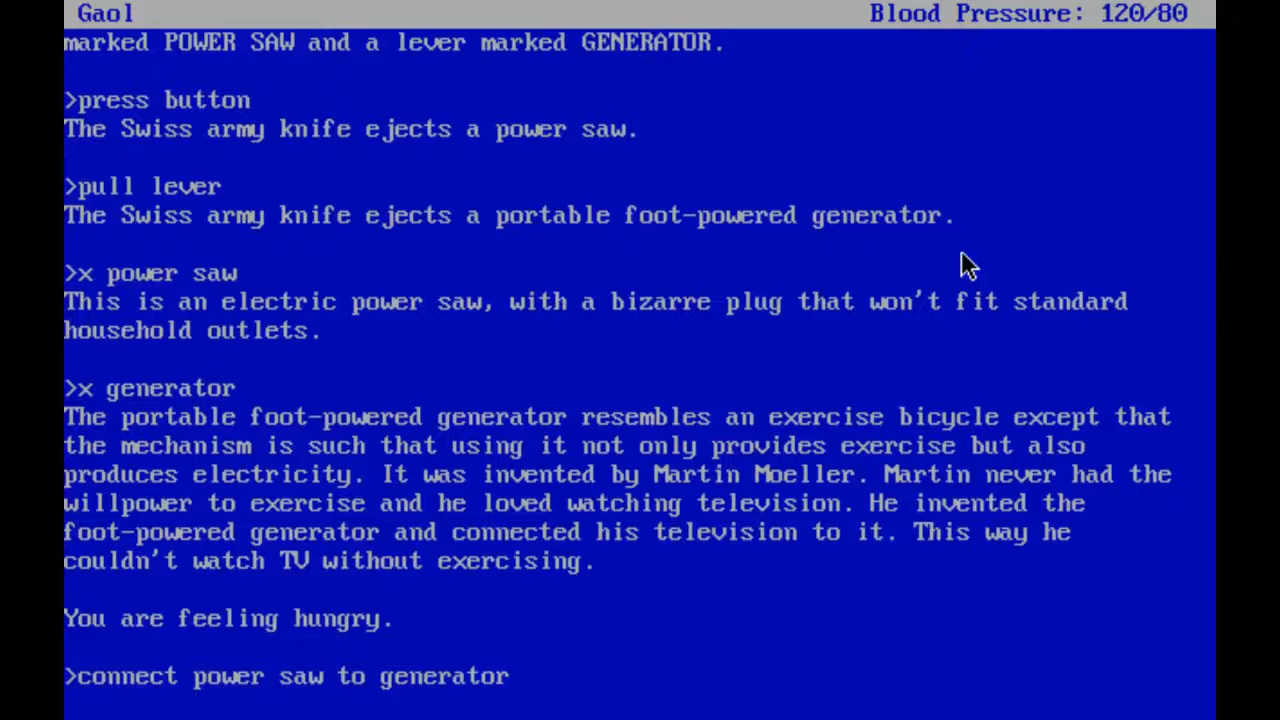 Gaol Blood Pressure: 120/80
marked POWER SAW and a lever marked GENERATOR.
>press button
The Swiss army knife ejects a power saw.
>pull lever
The Swiss army knife ejects a portable foot-powered generator.
>x power saw
This is an electric power saw, with a bizarre plug that won't fit standard
household outlets.
>x generator
The portable foot-powered generator resembles an exercise bicycle except that
the mechanism is such that using it not only provides exercise but also
produces electricity. It was invented by Martin Moeller. Martin never had the
willpower to exercise and he loved watching television. He invented the
foot-powered generator and connected his television to it. This way he
couldn't watch TV without exercising.
You are feeling hungry.
>connect power saw to generator